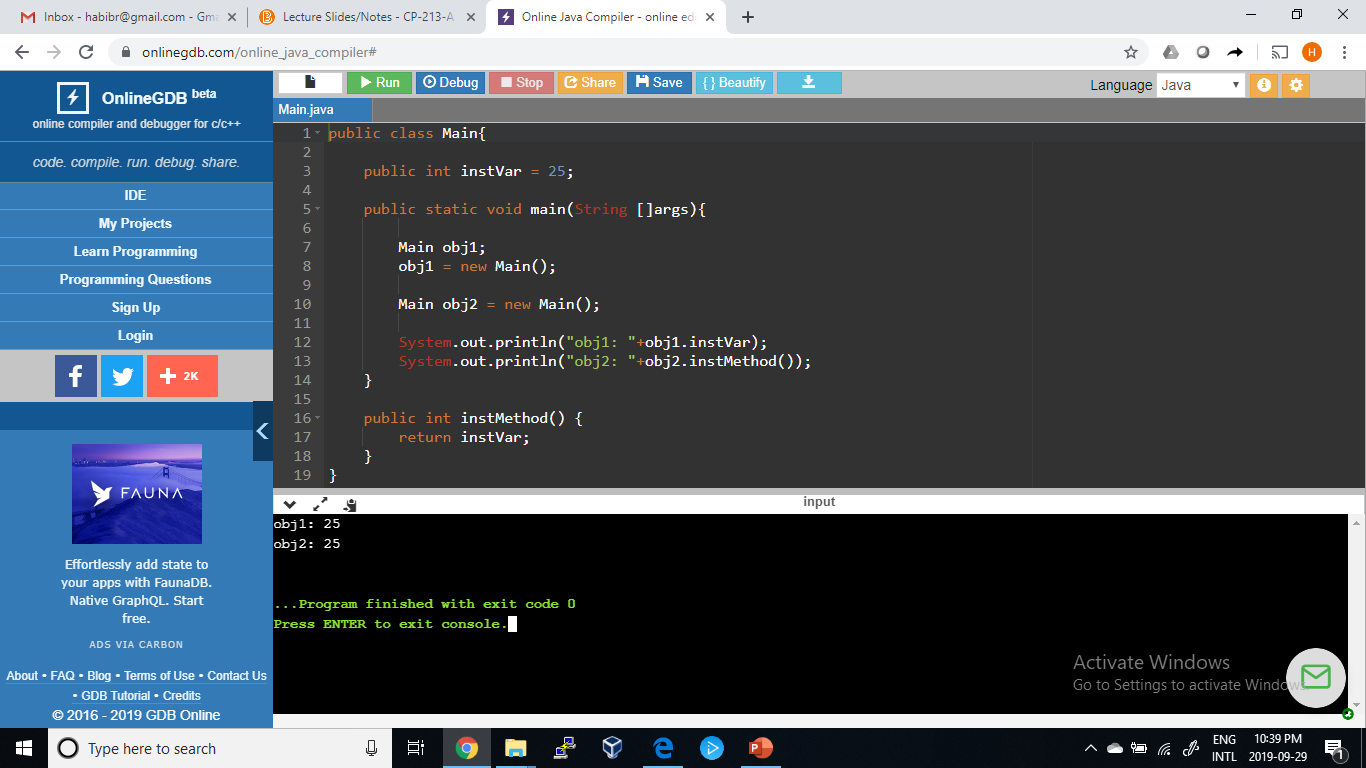 Inbox - habibr@gmail.com - Gma
Lecture Slides/Notes - CP-213-A
Online Java Compiler - online edi
onlinegdb.com/online_java_compiler#
OnlineGDB beta
online compiler and debugger for c/c++
code. compile. run. debug. share.
IDE
My Projects
Learn Programming
Programming Questions
Sign Up
Login
2K
FAUNA
Effortlessly add state to
your apps with FaunaDB.
Native GraphQL. Start
free.
ADS VIA CARBON
About • FAQ • Blog • Terms of Use • Contact Us
• GDB Tutorial • Credits
© 2016 - 2019 GDB Online
Run Debug Stop Share Save {} Beautify Language Java
Main.java
1 public class Main{
2
3 public int instVar = 25;
4
5 public static void main(String []args){
6
7 Main obj1;
8 obj1 = new Main();
9
10 Main obj2 = new Main();
11
12 System.out.println("obj1: "+obj1.instVar);
13 System.out.println("obj2: "+obj2.instMethod());
14 }
15
16 public int instMethod() {
17 return instVar;
18 }
19 }
input
obj1: 25
obj2: 25
...Program finished with exit code 0
Press ENTER to exit console.
Activate Windows
Go to Settings to activate Windows.
Type here to search
ENG
INTL
10:39 PM
2019-09-29
1